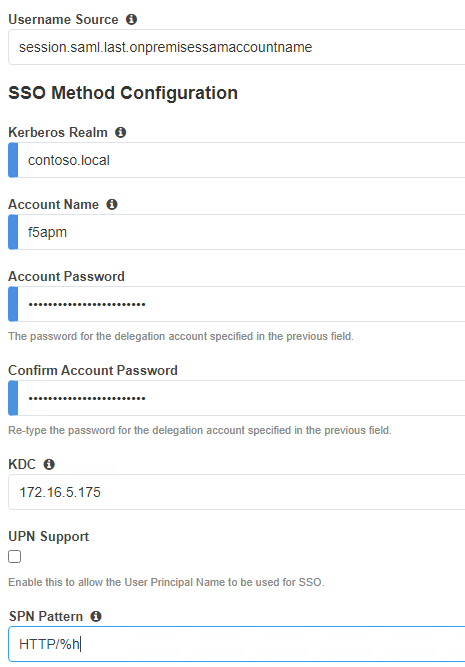 Username Source
session.saml.last.onpremisessamaccountname
SSO Method Configuration
Kerberos Realm
contoso.local
Account Name
f5apm
Account Password
••••••••••••••••••••••••
The password for the delegation account specified in the previous field.
Confirm Account Password
••••••••••••••••••••••••
Re-type the password for the delegation account specified in the previous field.
KDC
172.16.5.175
UPN Support
Enable this to allow the User Principal Name to be used for SSO.
SPN Pattern
HTTP/%h